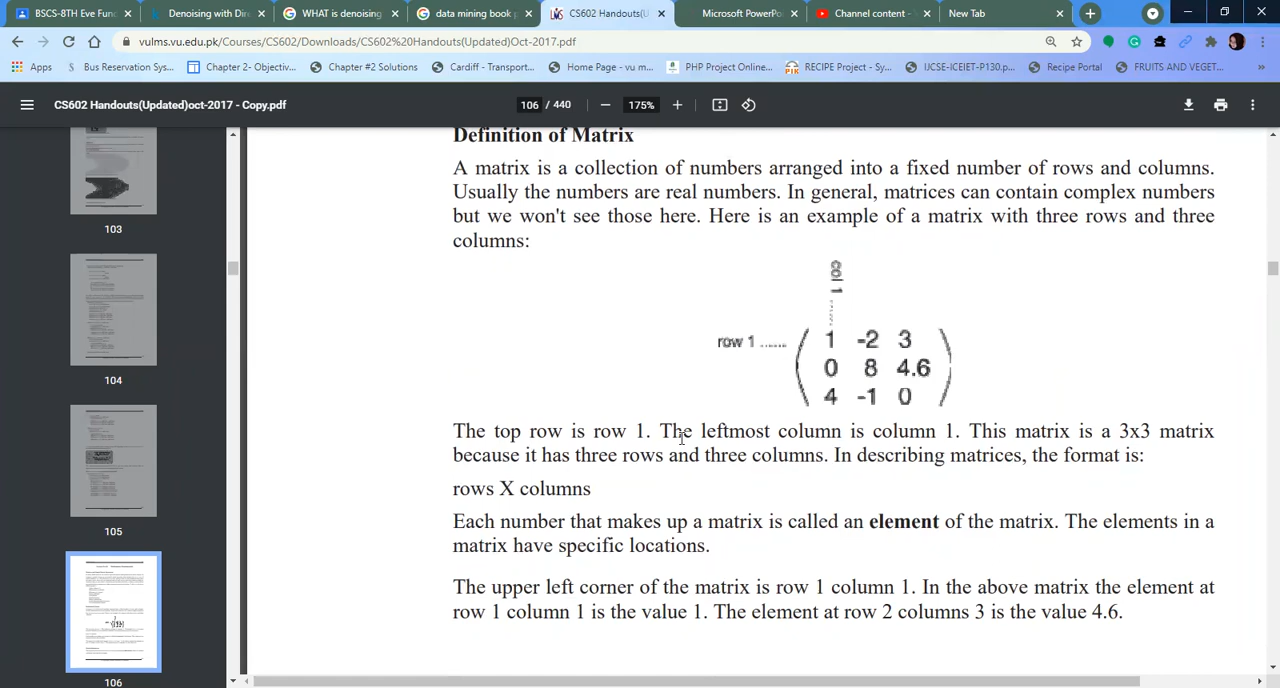 BSCS-8TH Eve Fund
Denoising with Dire
WHAT is denoising
data mining book p
CS602 Handouts(U
Microsoft PowerPo
Channel content -
New Tab
vulms.vu.edu.pk/Courses/CS602/Downloads/CS602%20Handouts(Updated)Oct-2017.pdf
Apps
Bus Reservation Sys...
Chapter 2- Objectiv...
Chapter #2 Solutions
Cardiff - Transport...
Home Page - vu m...
PHP Project Online...
RECIPE Project - Sy...
IJCSE-ICEIET-P130.p...
Recipe Portal
FRUITS AND VEGET...
CS602 Handouts(Updated)oct-2017 - Copy.pdf
106 / 440
175%
103
104
105
106
Definition of Matrix
A matrix is a collection of numbers arranged into a fixed number of rows and columns.
Usually the numbers are real numbers. In general, matrices can contain complex numbers
but we won't see those here. Here is an example of a matrix with three rows and three
columns:
row 1 ......
1 -2 3
0 8 4.6
4 -1 0
The top row is row 1. The leftmost column is column 1. This matrix is a 3x3 matrix
because it has three rows and three columns. In describing matrices, the format is:
rows X columns
Each number that makes up a matrix is called an element of the matrix. The elements in a
matrix have specific locations.
The upper left corner of the matrix is row 1 column 1. In the above matrix the element at
row 1 column 1 is the value 1. The element at row 2 columns 3 is the value 4.6.